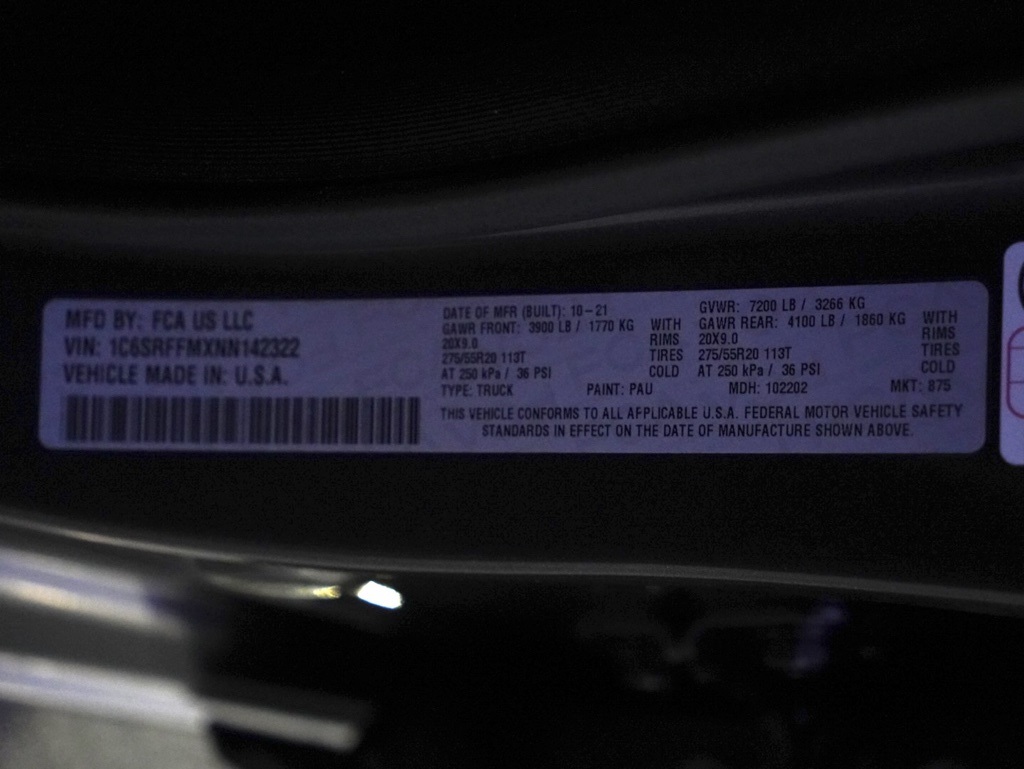 MFD BY: FCA US LLC
VIN: 1C6SRFFMXNN142322
VEHICLE MADE IN: U.S.A.
DATE OF MFR (BUILT): 10-21
GAWR FRONT: 3900 LB / 1770 KG
20X9.0
275/55R20 113T
AT 250 kPa / 36 PSI
WITH
RIMS
TIRES
COLD
GVWR: 7200 LB / 3266 KG
GAWR REAR: 4100 LB / 1860 KG
20X9.0
275/55R20 113T
AT 250 kPa / 36 PSI
WITH
RIMS
TIRES
COLD
TYPE: TRUCK PAINT: PAU MDH: 102202 MKT: 875
THIS VEHICLE CONFORMS TO ALL APPLICABLE U.S.A. FEDERAL MOTOR VEHICLE SAFETY
STANDARDS IN EFFECT ON THE DATE OF MANUFACTURE SHOWN ABOVE.